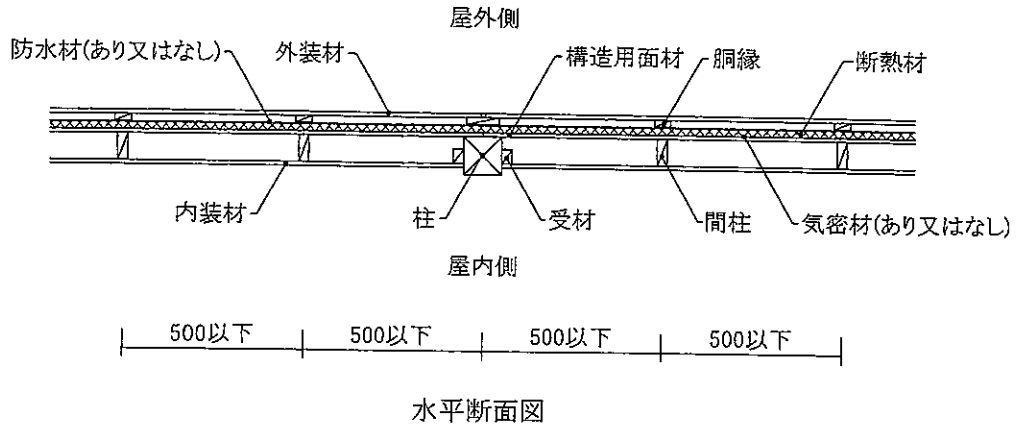 屋外側
防水材(あり又はなし)
外装材
構造用面材
胴縁
断熱材
内装材
柱
受材
間柱
気密材(あり又はなし)
屋内側
500以下
500以下
500以下
500以下
水平断面図